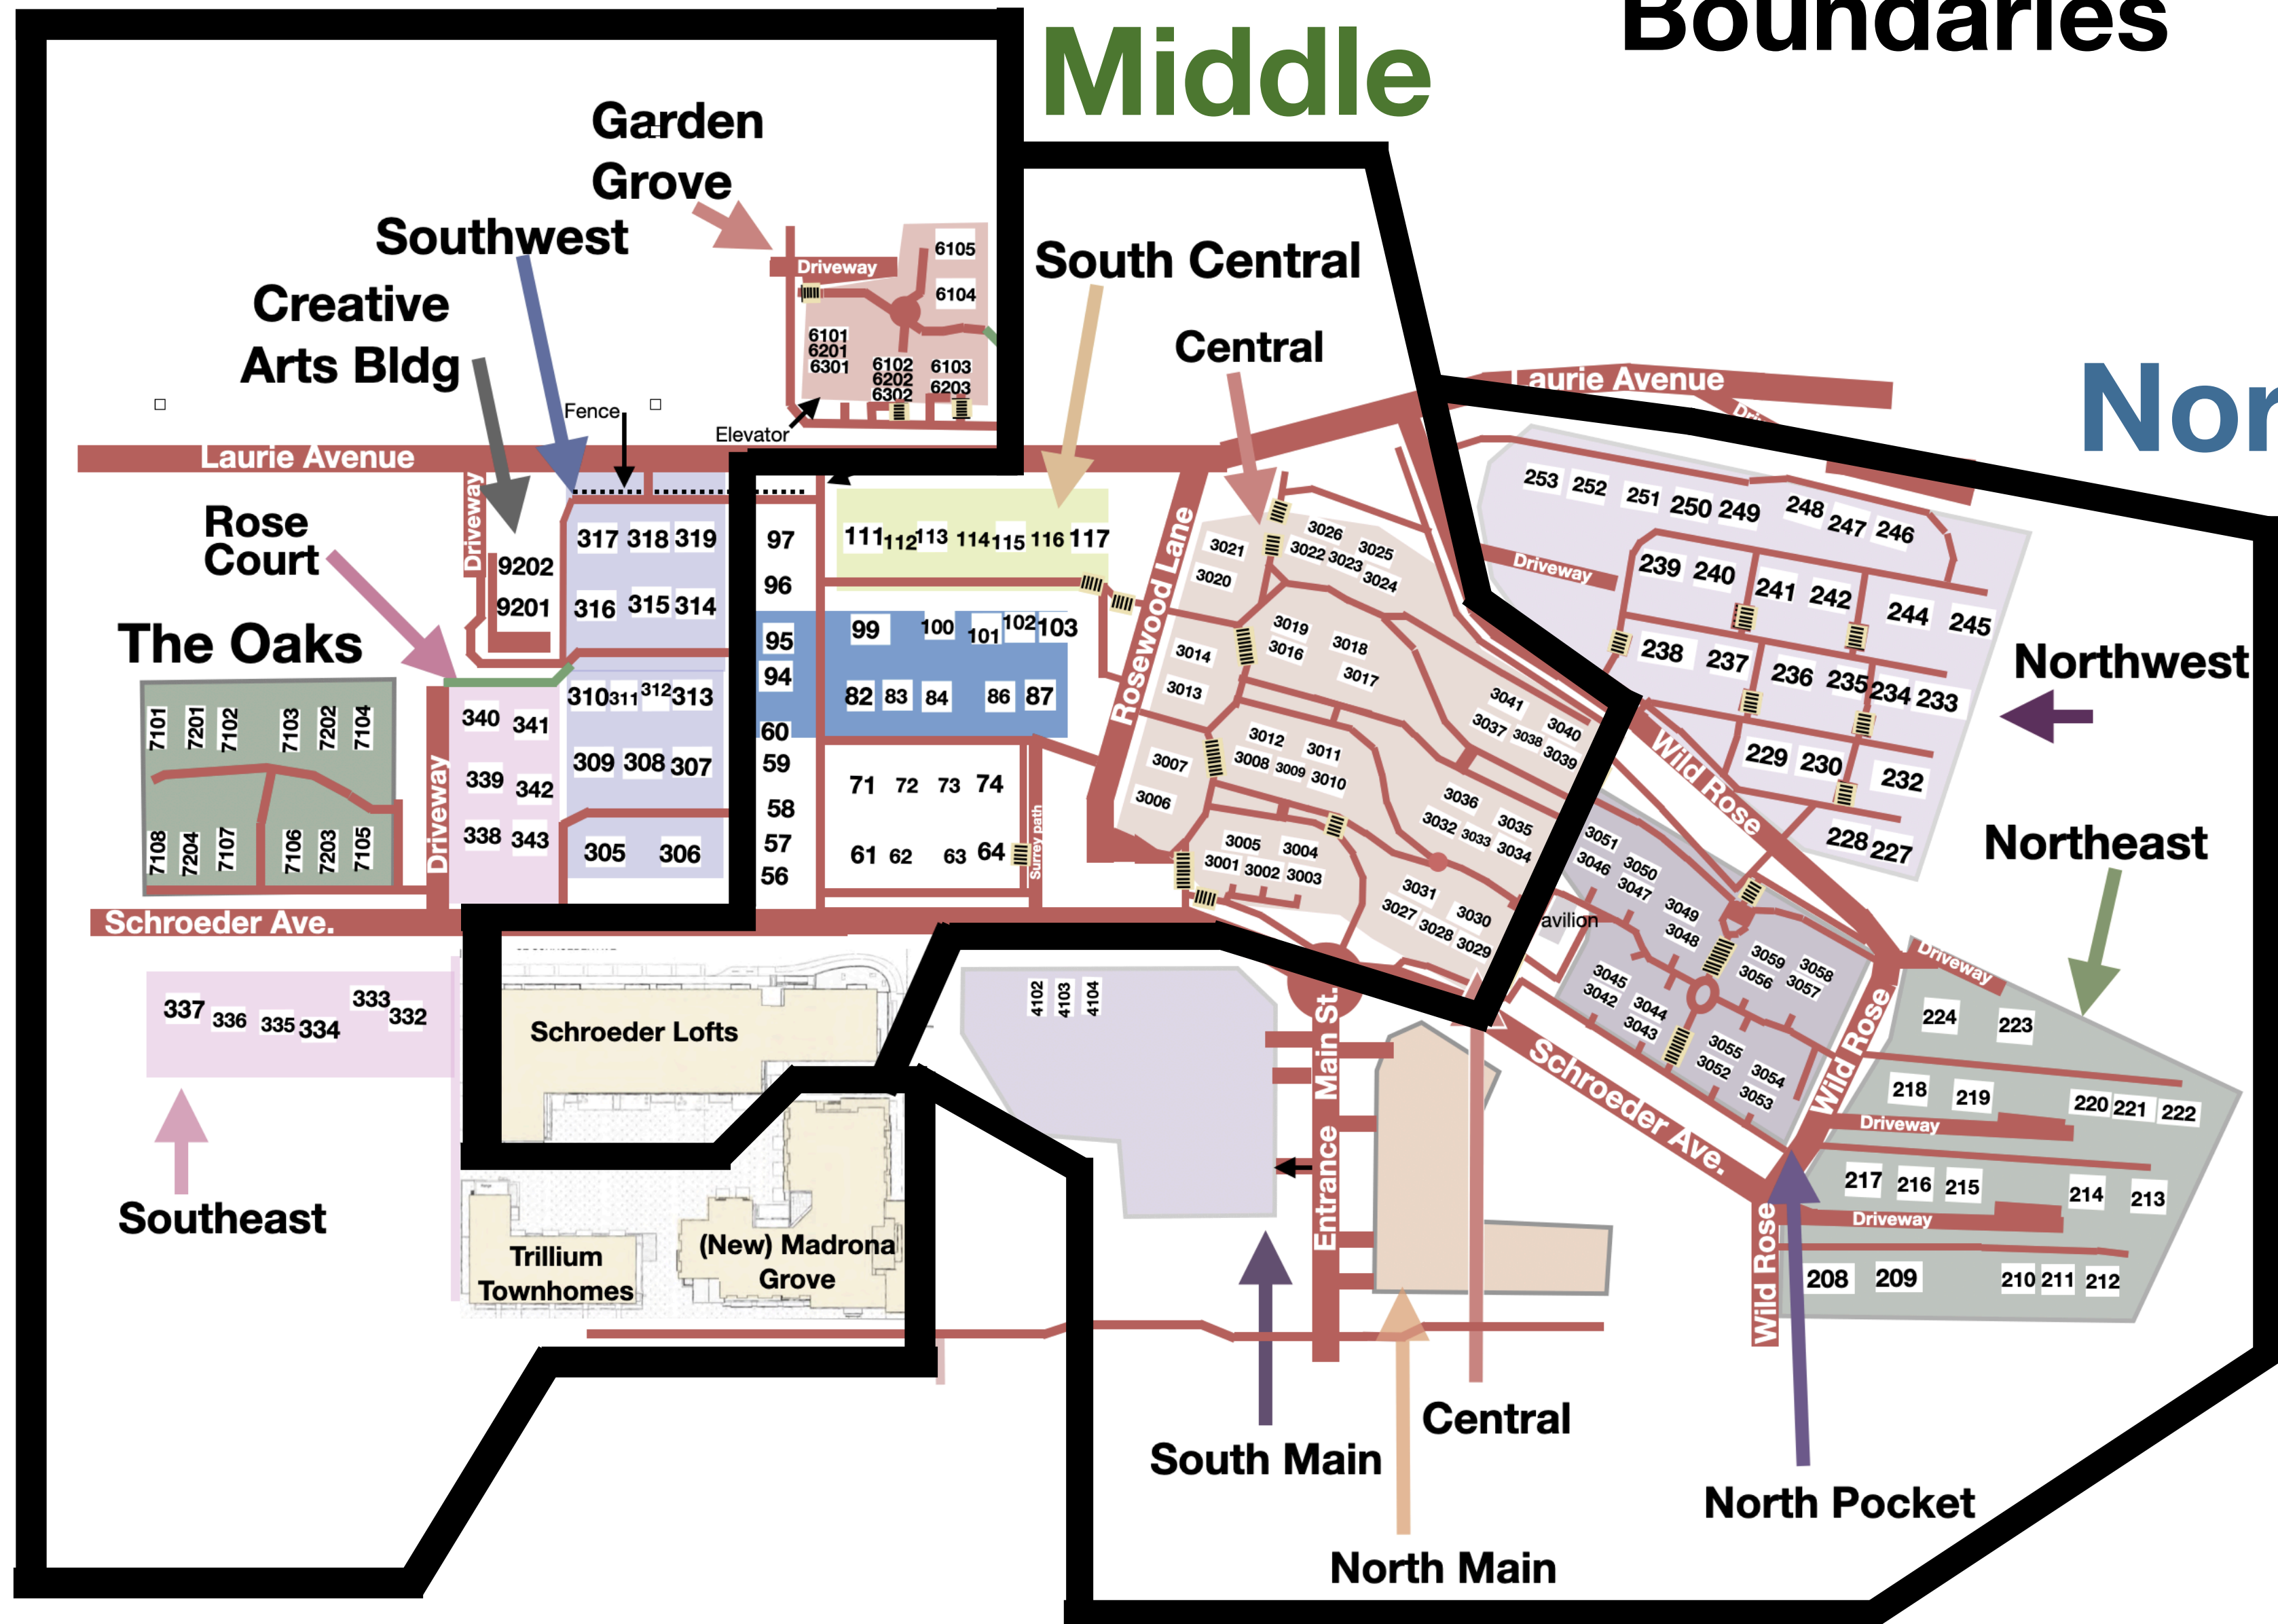 Boundaries
Middle
Nor
Garden
Grove
Southwest
Creative
Arts Bldg
South Central
Central
Driveway
6105
6104
6101
6201
6301
6102
6202
6302
6103
6203
Fence
Elevator
Laurie Avenue
Laurie Avenue
Rose
Court
The Oaks
Driveway
9202
9201
317 318 319
316 315 314
310 311 312 313
309 308 307
305 306
340 341
339 342
338 343
Driveway
7101 7201 7102 7103 7202 7104
7108 7204 7107 7106 7203 7105
Schroeder Ave.
337 336 335 334 333 332
Southeast
97
96
95
94
60
59
58
57
56
111 112 113 114 115 116 117
99 100 101 102 103
82 83 84 86 87
71 72 73 74
61 62 63 64
Surrey path
Rosewood Lane
3021
3020
3026
3025
3022 3023
3024
3019
3016
3018
3017
3014
3013
3012
3011
3008 3009 3010
3007
3006
3005
3004
3001 3002 3003
3041
3040
3037 3038 3039
3036
3035
3032 3033 3034
3031
3030
3027 3028 3029
253 252 251 250 249 248 247 246
Driveway
239 240 241 242 244 245
238 237 236 235 234 233
229 230 232
228 227
Northwest
Wild Rose
Northeast
3051
3050
3046
3047
3049
3048
avilion
3059
3058
3056
3057
3045
3042
3044
3043
3055
3052
3054
3053
Driveway
Wild Rose
224 223
218 219 220 221 222
Driveway
217 216 215 214 213
Driveway
208 209 210 211 212
Wild Rose
Schroeder Ave.
Schroeder Lofts
Trillium
Townhomes
(New) Madrona
Grove
4102 4103 4104
Entrance Main St.
South Main
Central
North Main
North Pocket